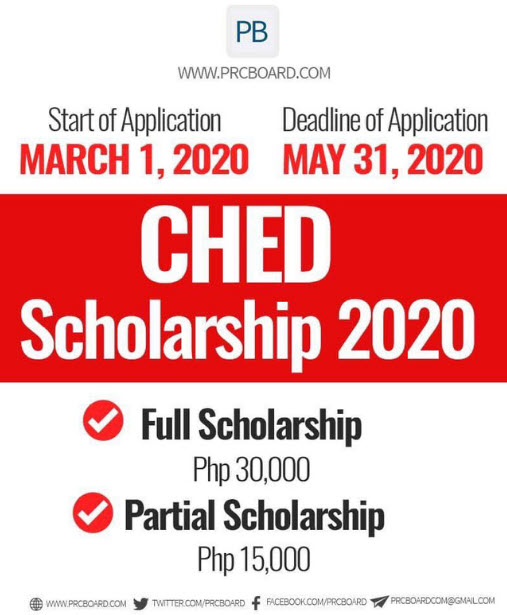 PB
WWW.PRCBOARD.COM
Start of Application
MARCH 1, 2020
Deadline of Application
MAY 31, 2020
CHED
Scholarship 2020
Full Scholarship
Php 30,000
Partial Scholarship
Php 15,000
WWW.PRCBOARD.COM TWITTER.COM/PRCBOARD FACEBOOK.COM/PRCBOARD PRCBOARDCOM@GMAIL.COM